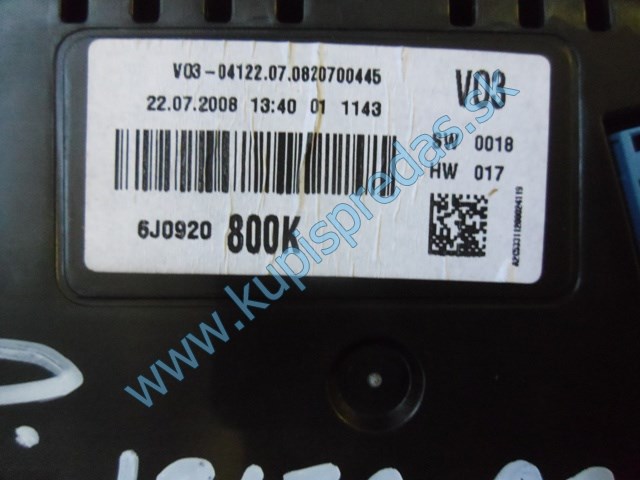 V03-04122.07.0820700445
V03
22.07.2008 13:40 01 1143
SW 0018
HW 017
6J0920 800K
www.kupispredas.sk